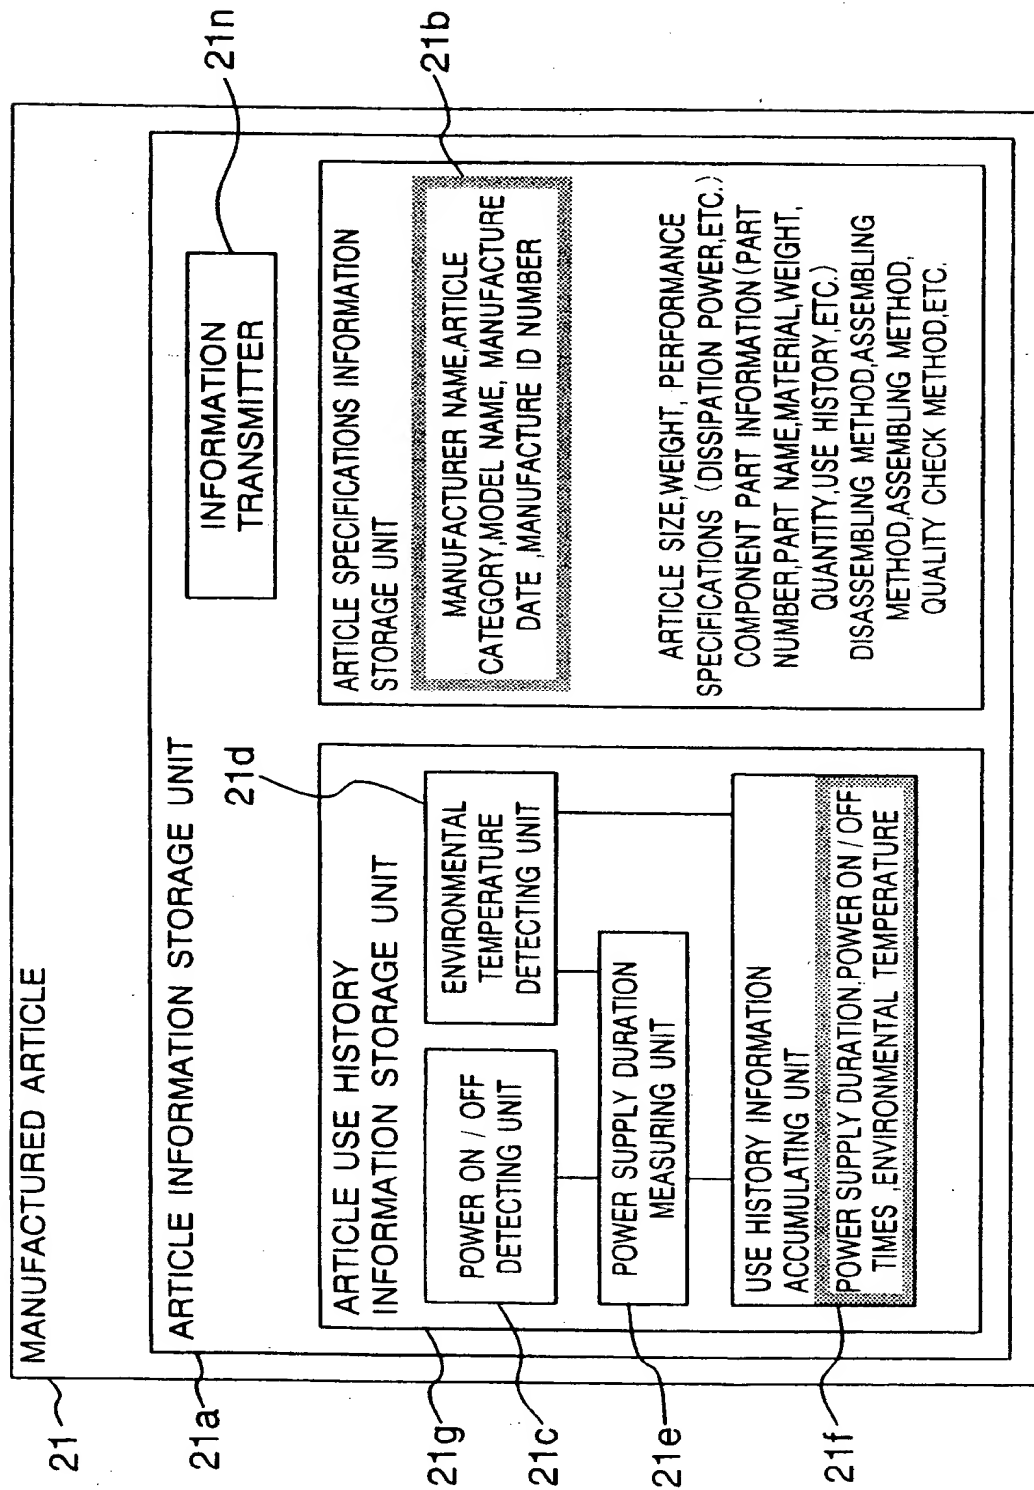 MANUFACTURED ARTICLE
21
ARTICLE INFORMATION STORAGE UNIT
21a
INFORMATION
TRANSMITTER
21n
ARTICLE USE HISTORY
INFORMATION STORAGE UNIT
21g
POWER ON / OFF
DETECTING UNIT
21c
ENVIRONMENTAL
TEMPERATURE
DETECTING UNIT
21d
POWER SUPPLY DURATION
MEASURING UNIT
21e
USE HISTORY INFORMATION
ACCUMULATING UNIT
POWER SUPPLY DURATION,POWER ON / OFF
TIMES ,ENVIRONMENTAL TEMPERATURE
21f
ARTICLE SPECIFICATIONS INFORMATION
STORAGE UNIT
MANUFACTURER NAME,ARTICLE
CATEGORY,MODEL NAME, MANUFACTURE
DATE ,MANUFACTURE ID NUMBER
21b
ARTICLE SIZE,WEIGHT, PERFORMANCE
SPECIFICATIONS (DISSIPATION POWER,ETC.)
COMPONENT PART INFORMATION(PART
NUMBER,PART NAME,MATERIAL,WEIGHT,
QUANTITY,USE HISTORY,ETC.)
DISASSEMBLING METHOD,ASSEMBLING
METHOD,ASSEMBLING METHOD,
QUALITY CHECK METHOD,ETC.